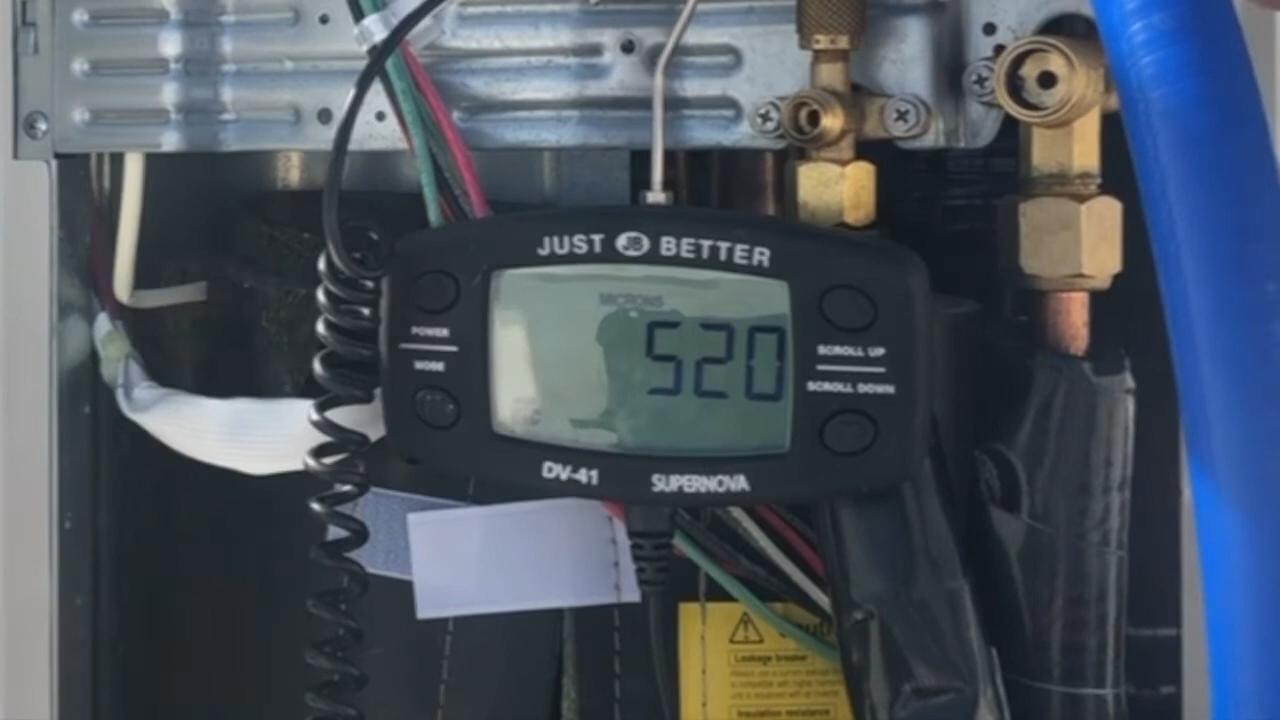 JUST JB BETTER
MICRONS
520
POWER
MODE
SCROLL UP
SCROLL DOWN
DV-41
SUPERNOVA
Leakage breaker
Insulation resistance